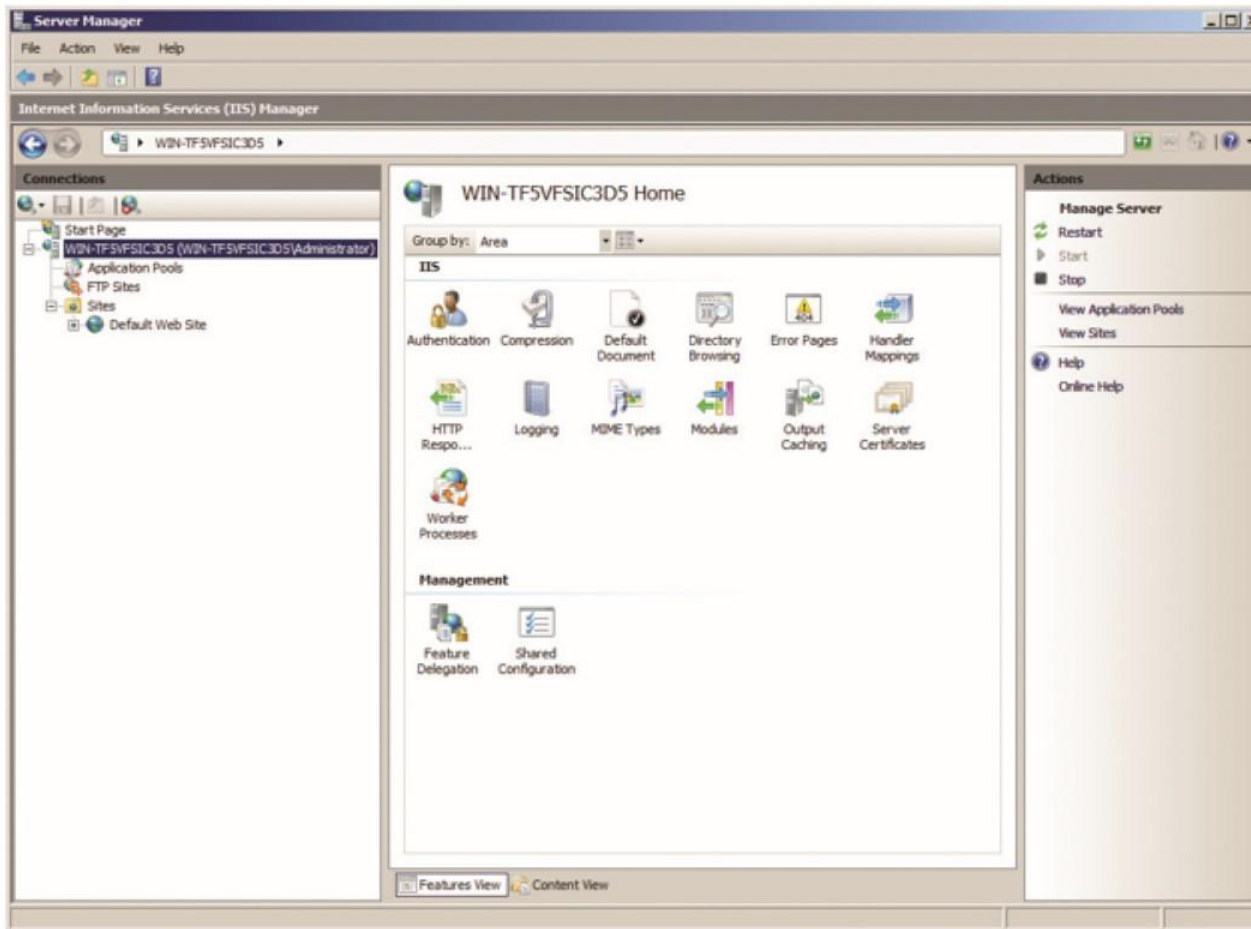 Server Manager
File Action View Help
Internet Information Services (IIS) Manager
WIN-TF5VFSIC3D5
Connections
Start Page
WIN-TF5VFSIC3D5 (WIN-TF5VFSIC3D5\Administrator)
Application Pools
FTP Sites
Sites
Default Web Site
WIN-TF5VFSIC3D5 Home
Group by: Area
IIS
Authentication Compression Default Document Directory Browsing Error Pages Handler Mappings
HTTP Respo... Logging MIME Types Modules Output Caching Server Certificates
Worker Processes
Management
Feature Delegation Shared Configuration
Features View Content View
Actions
Manage Server
Restart
Start
Stop
View Application Pools
View Sites
Help
Online Help